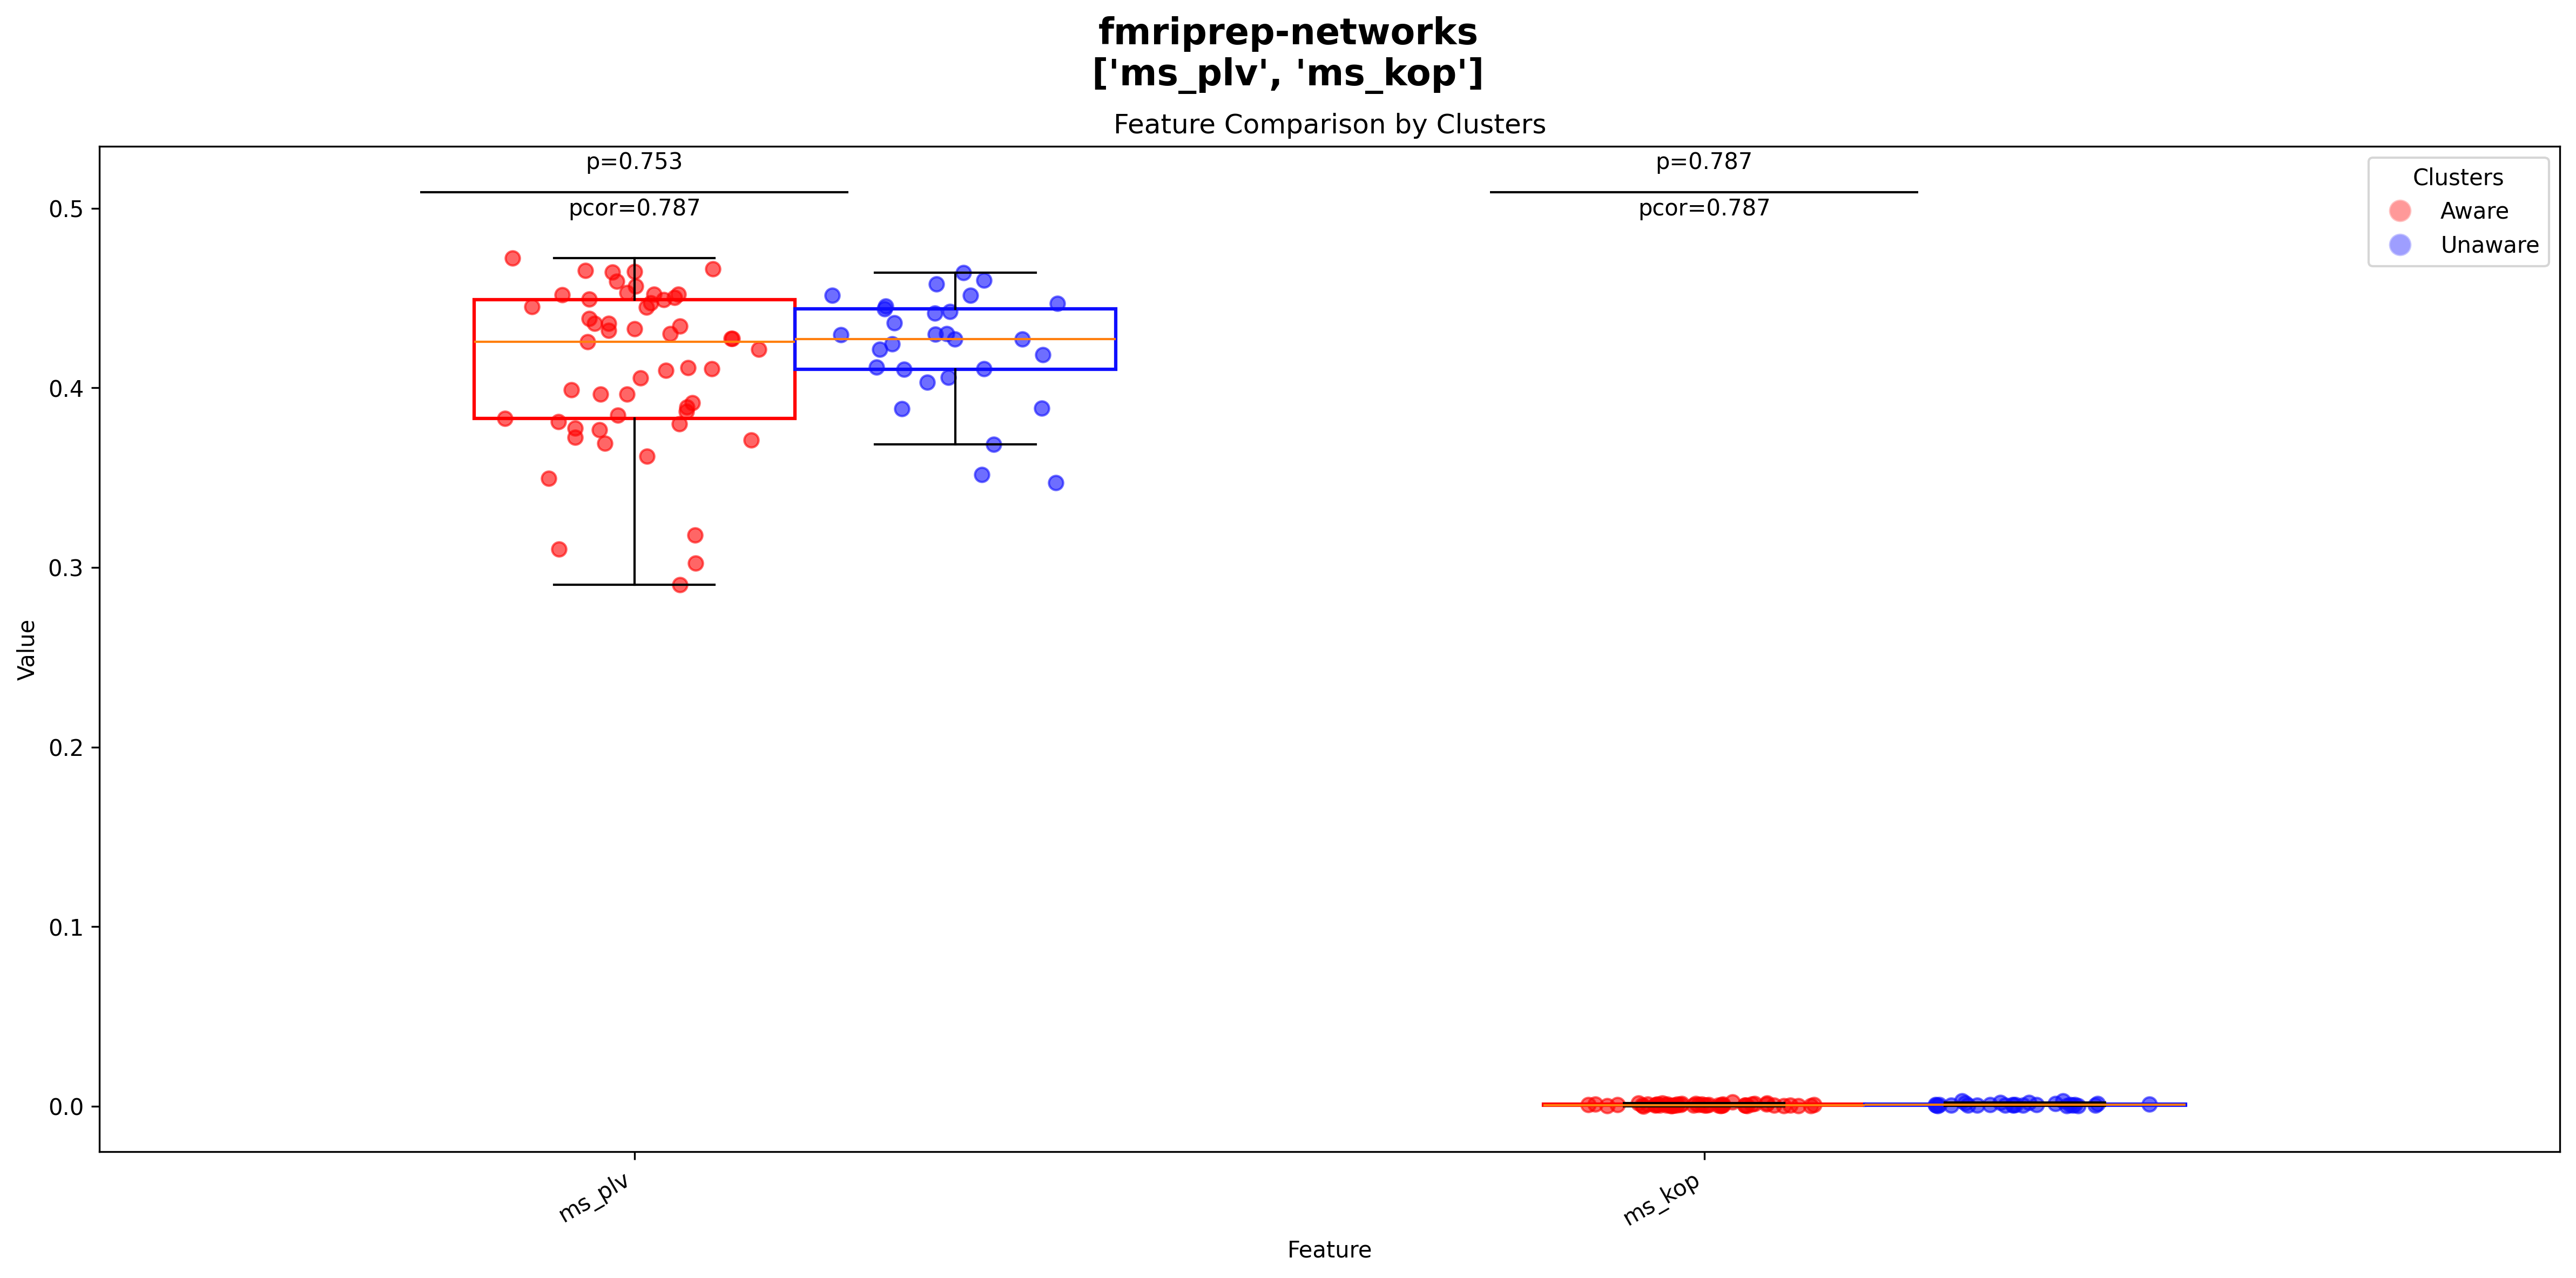 fmriprep-networks
['ms_plv', 'ms_kop']
Feature Comparison by Clusters
p=0.753
pcor=0.787
p=0.787
pcor=0.787
Clusters
Aware
Unaware
0.5
0.4
0.3
0.2
0.1
0.0
Value
ms_plv
ms_kop
Feature